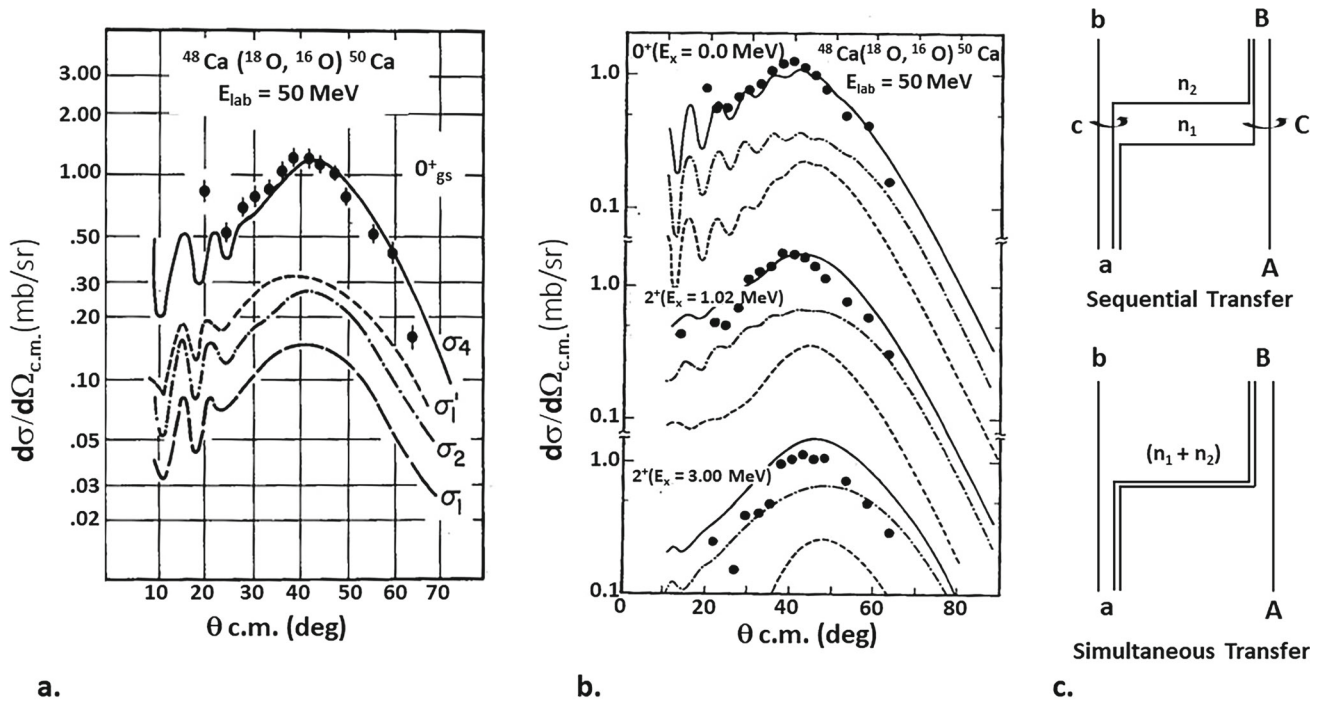 ⁴⁸Ca (¹⁸O, ¹⁶O) ⁵⁰Ca
E_lab = 50 MeV
0⁺_gs
3.00
2.00
1.00
.50
.30
.20
.10
.05
.03
.02
dσ/dΩ_c.m. (mb/sr)
σ₄
σ₁'
σ₂
σ₁
10 20 30 40 50 60 70
θ c.m. (deg)
a.
0⁺(Eₓ = 0.0 MeV)
⁴⁸Ca (¹⁸O, ¹⁶O) ⁵⁰Ca
E_lab = 50 MeV
1.0
0.1
1.0
2⁺(Eₓ = 1.02 MeV)
0.1
1.0
2⁺(Eₓ = 3.00 MeV)
0.1
dσ/dΩ_c.m. (mb/sr)
0 20 40 60 80
θ c.m. (deg)
b.
b B
n₂
c n₁ C
a A
Sequential Transfer
b B
(n₁ + n₂)
a A
Simultaneous Transfer
c.